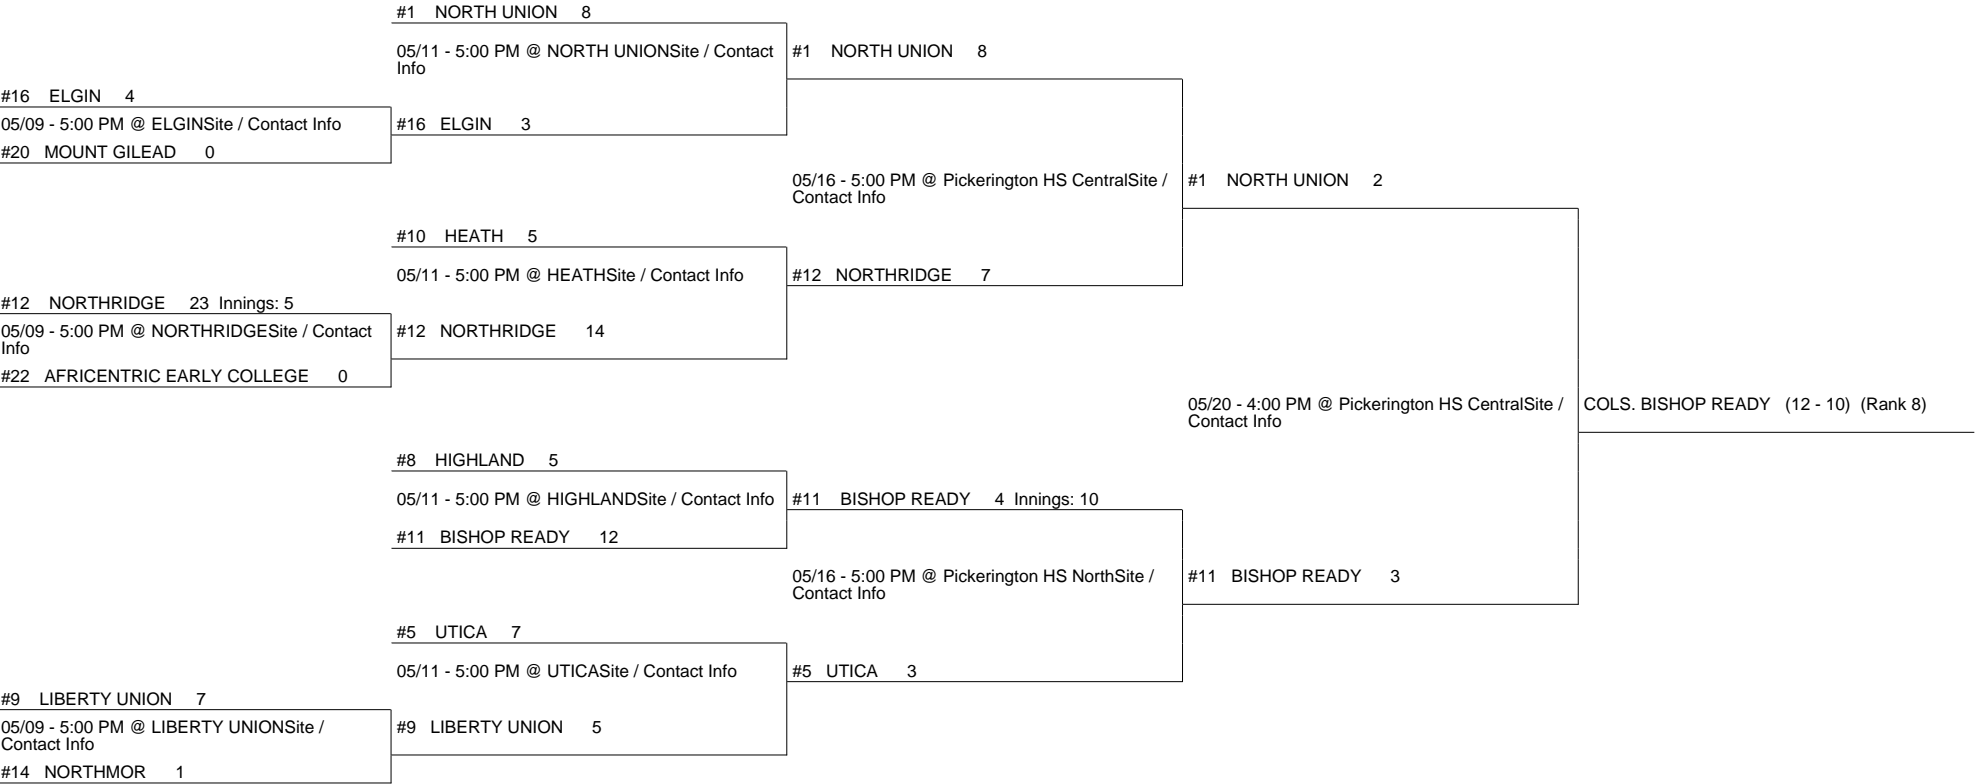 #1 NORTH UNION 8
05/11 - 5:00 PM @ NORTH UNIONSite / Contact
Info
#1 NORTH UNION 8
#16 ELGIN 4
05/09 - 5:00 PM @ ELGINSite / Contact Info
#16 ELGIN 3
#20 MOUNT GILEAD 0
05/16 - 5:00 PM @ Pickerington HS CentralSite /
Contact Info
#1 NORTH UNION 2
#10 HEATH 5
05/11 - 5:00 PM @ HEATHSite / Contact Info
#12 NORTHRIDGE 7
#12 NORTHRIDGE 23 Innings: 5
05/09 - 5:00 PM @ NORTHRIDGESite / Contact
Info
#12 NORTHRIDGE 14
#22 AFRICENTRIC EARLY COLLEGE 0
05/20 - 4:00 PM @ Pickerington HS CentralSite /
Contact Info
COLS. BISHOP READY (12 - 10) (Rank 8)
#8 HIGHLAND 5
05/11 - 5:00 PM @ HIGHLANDSite / Contact Info
#11 BISHOP READY 4 Innings: 10
#11 BISHOP READY 12
05/16 - 5:00 PM @ Pickerington HS NorthSite /
Contact Info
#11 BISHOP READY 3
#5 UTICA 7
05/11 - 5:00 PM @ UTICASite / Contact Info
#5 UTICA 3
#9 LIBERTY UNION 7
05/09 - 5:00 PM @ LIBERTY UNIONSite /
Contact Info
#9 LIBERTY UNION 5
#14 NORTHMOR 1